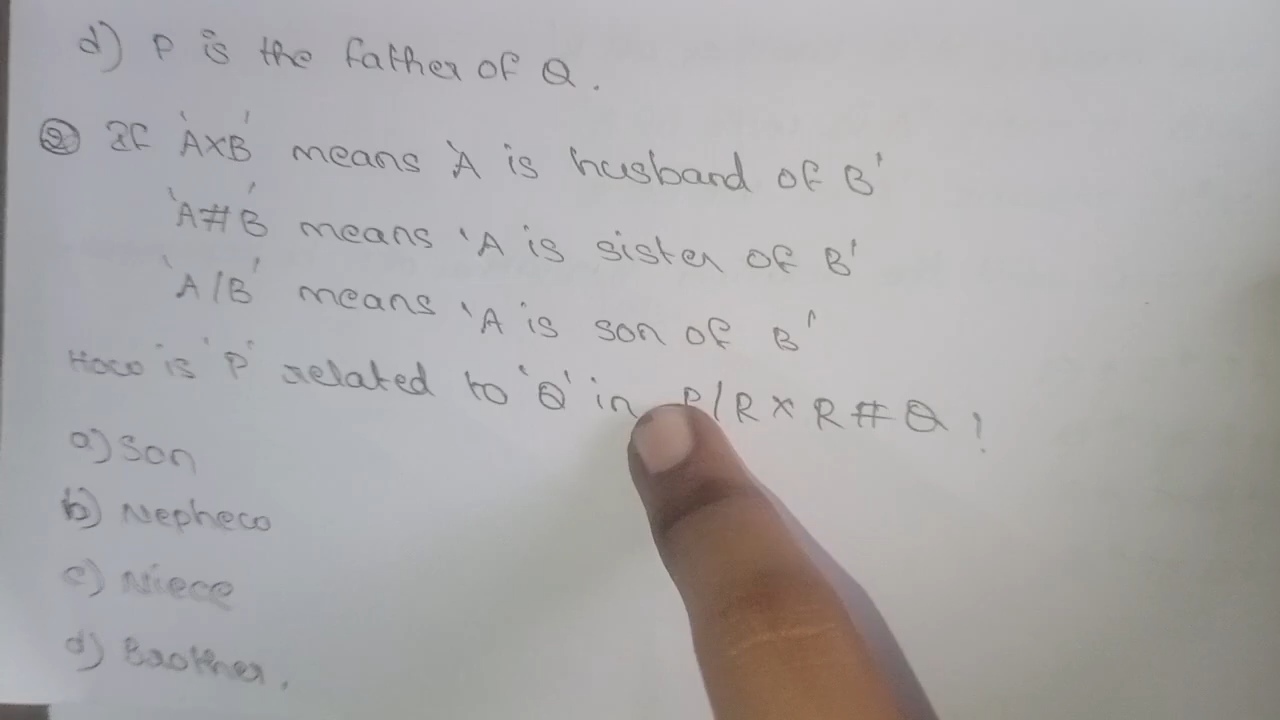 d) P is the father of Q.
② If 'A×B' means 'A is husband of B'
'A#B' means 'A is sister of B'
'A/B' means 'A is son of B'
How is 'P' related to 'Q' in P/R × R # Q ?
a) Son
b) Nephew
c) Niece
d) Brother.